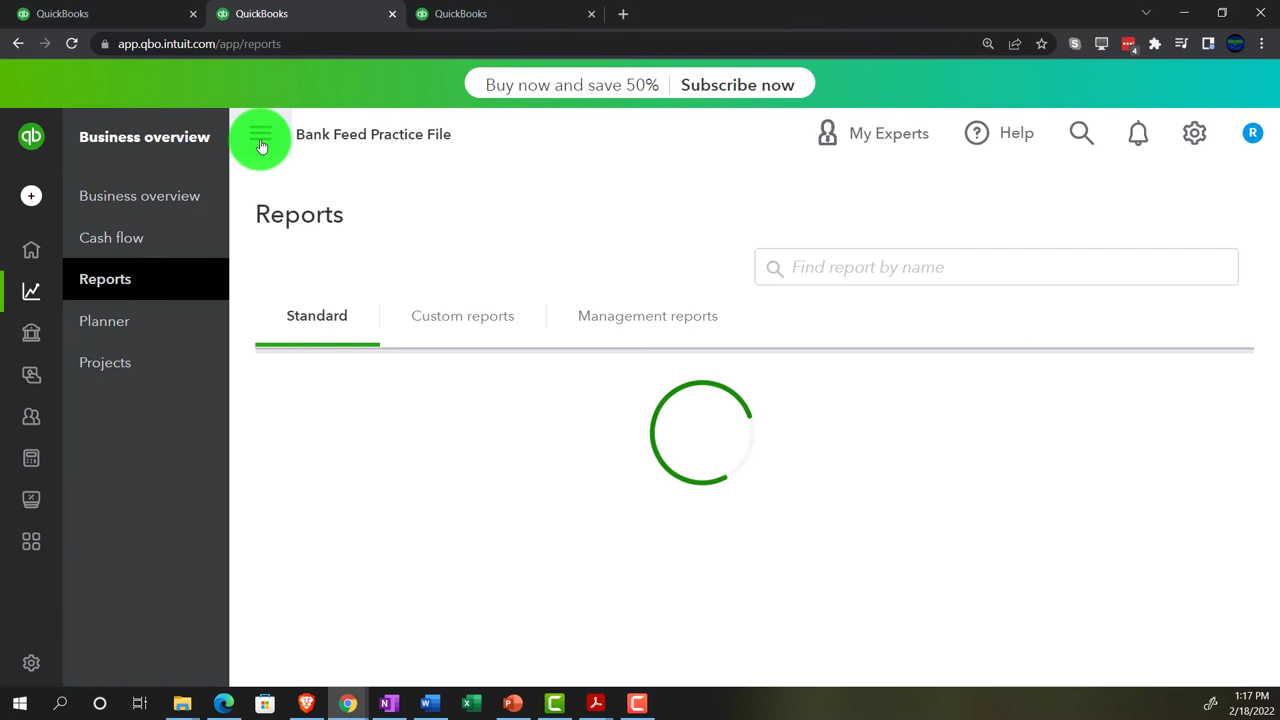 QuickBooks
QuickBooks
QuickBooks
app.qbo.intuit.com/app/reports
4
Buy now and save 50%
Subscribe now
qb
Business overview
Bank Feed Practice File
My Experts
Help
R
Business overview
Cash flow
Reports
Planner
Projects
Reports
Find report by name
Standard
Custom reports
Management reports
1:17 PM
2/18/2022